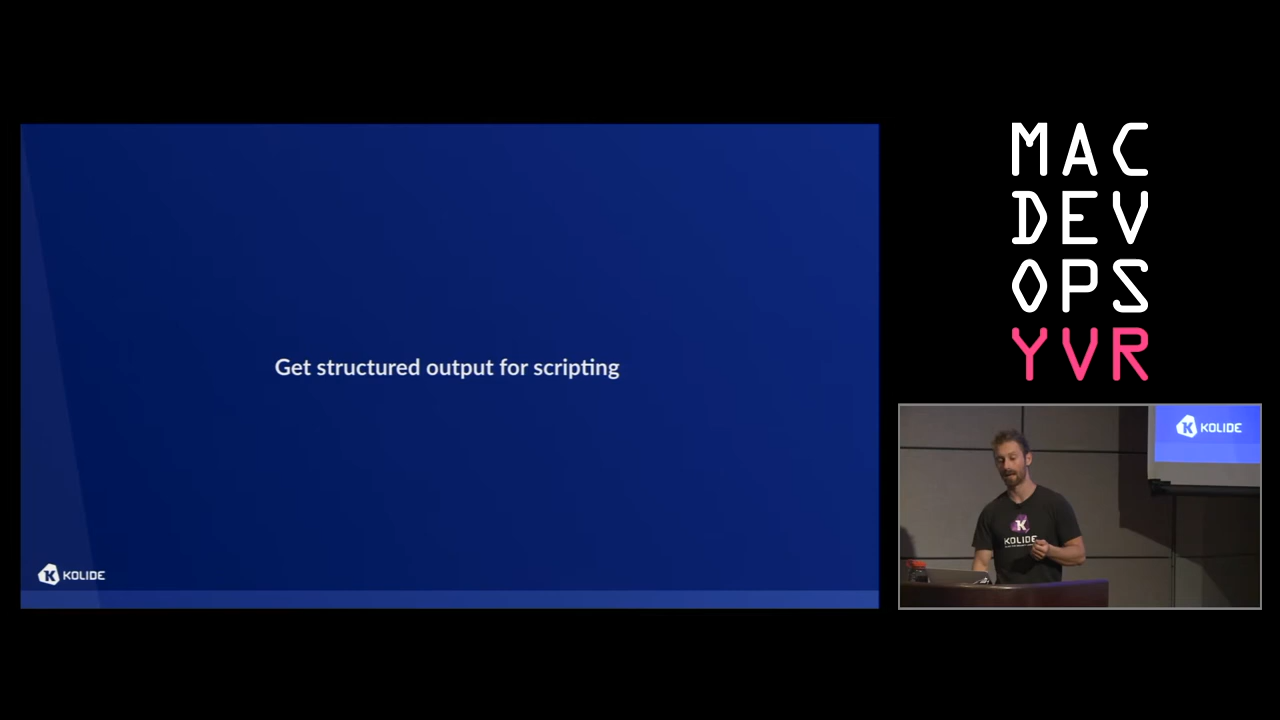 Get structured output for scripting
KOLIDE
MAC
DEV
OPS
YVR
KOLIDE
KOLIDE